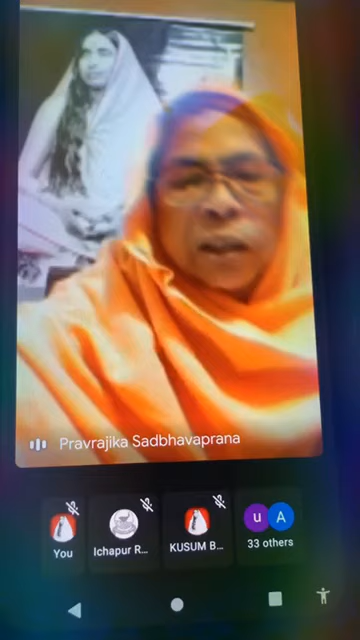 Pravrajika Sadbhavaprana
You
Ichapur R...
KUSUM B...
u A
33 others